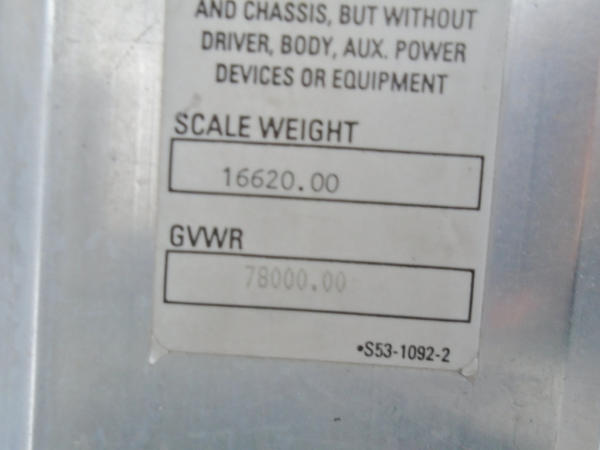 AND CHASSIS, BUT WITHOUT
DRIVER, BODY, AUX. POWER
DEVICES OR EQUIPMENT
SCALE WEIGHT
16620.00
GVWR
78000.00
•S53-1092-2